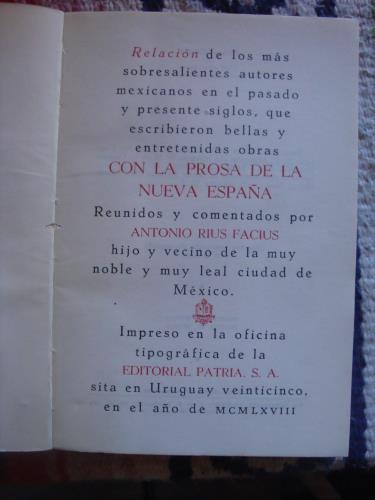 Relación de los más
sobresalientes autores
mexicanos en el pasado
y presente siglos, que
escribieron bellas y
entretenidas obras
CON LA PROSA DE LA
NUEVA ESPAÑA
Reunidos y comentados por
ANTONIO RIUS FACIUS
hijo y vecino de la muy
noble y muy leal ciudad de
México.
Impreso en la oficina
tipográfica de la
EDITORIAL PATRIA. S. A.
sita en Uruguay veinticinco,
en el año de MCMLXVIII